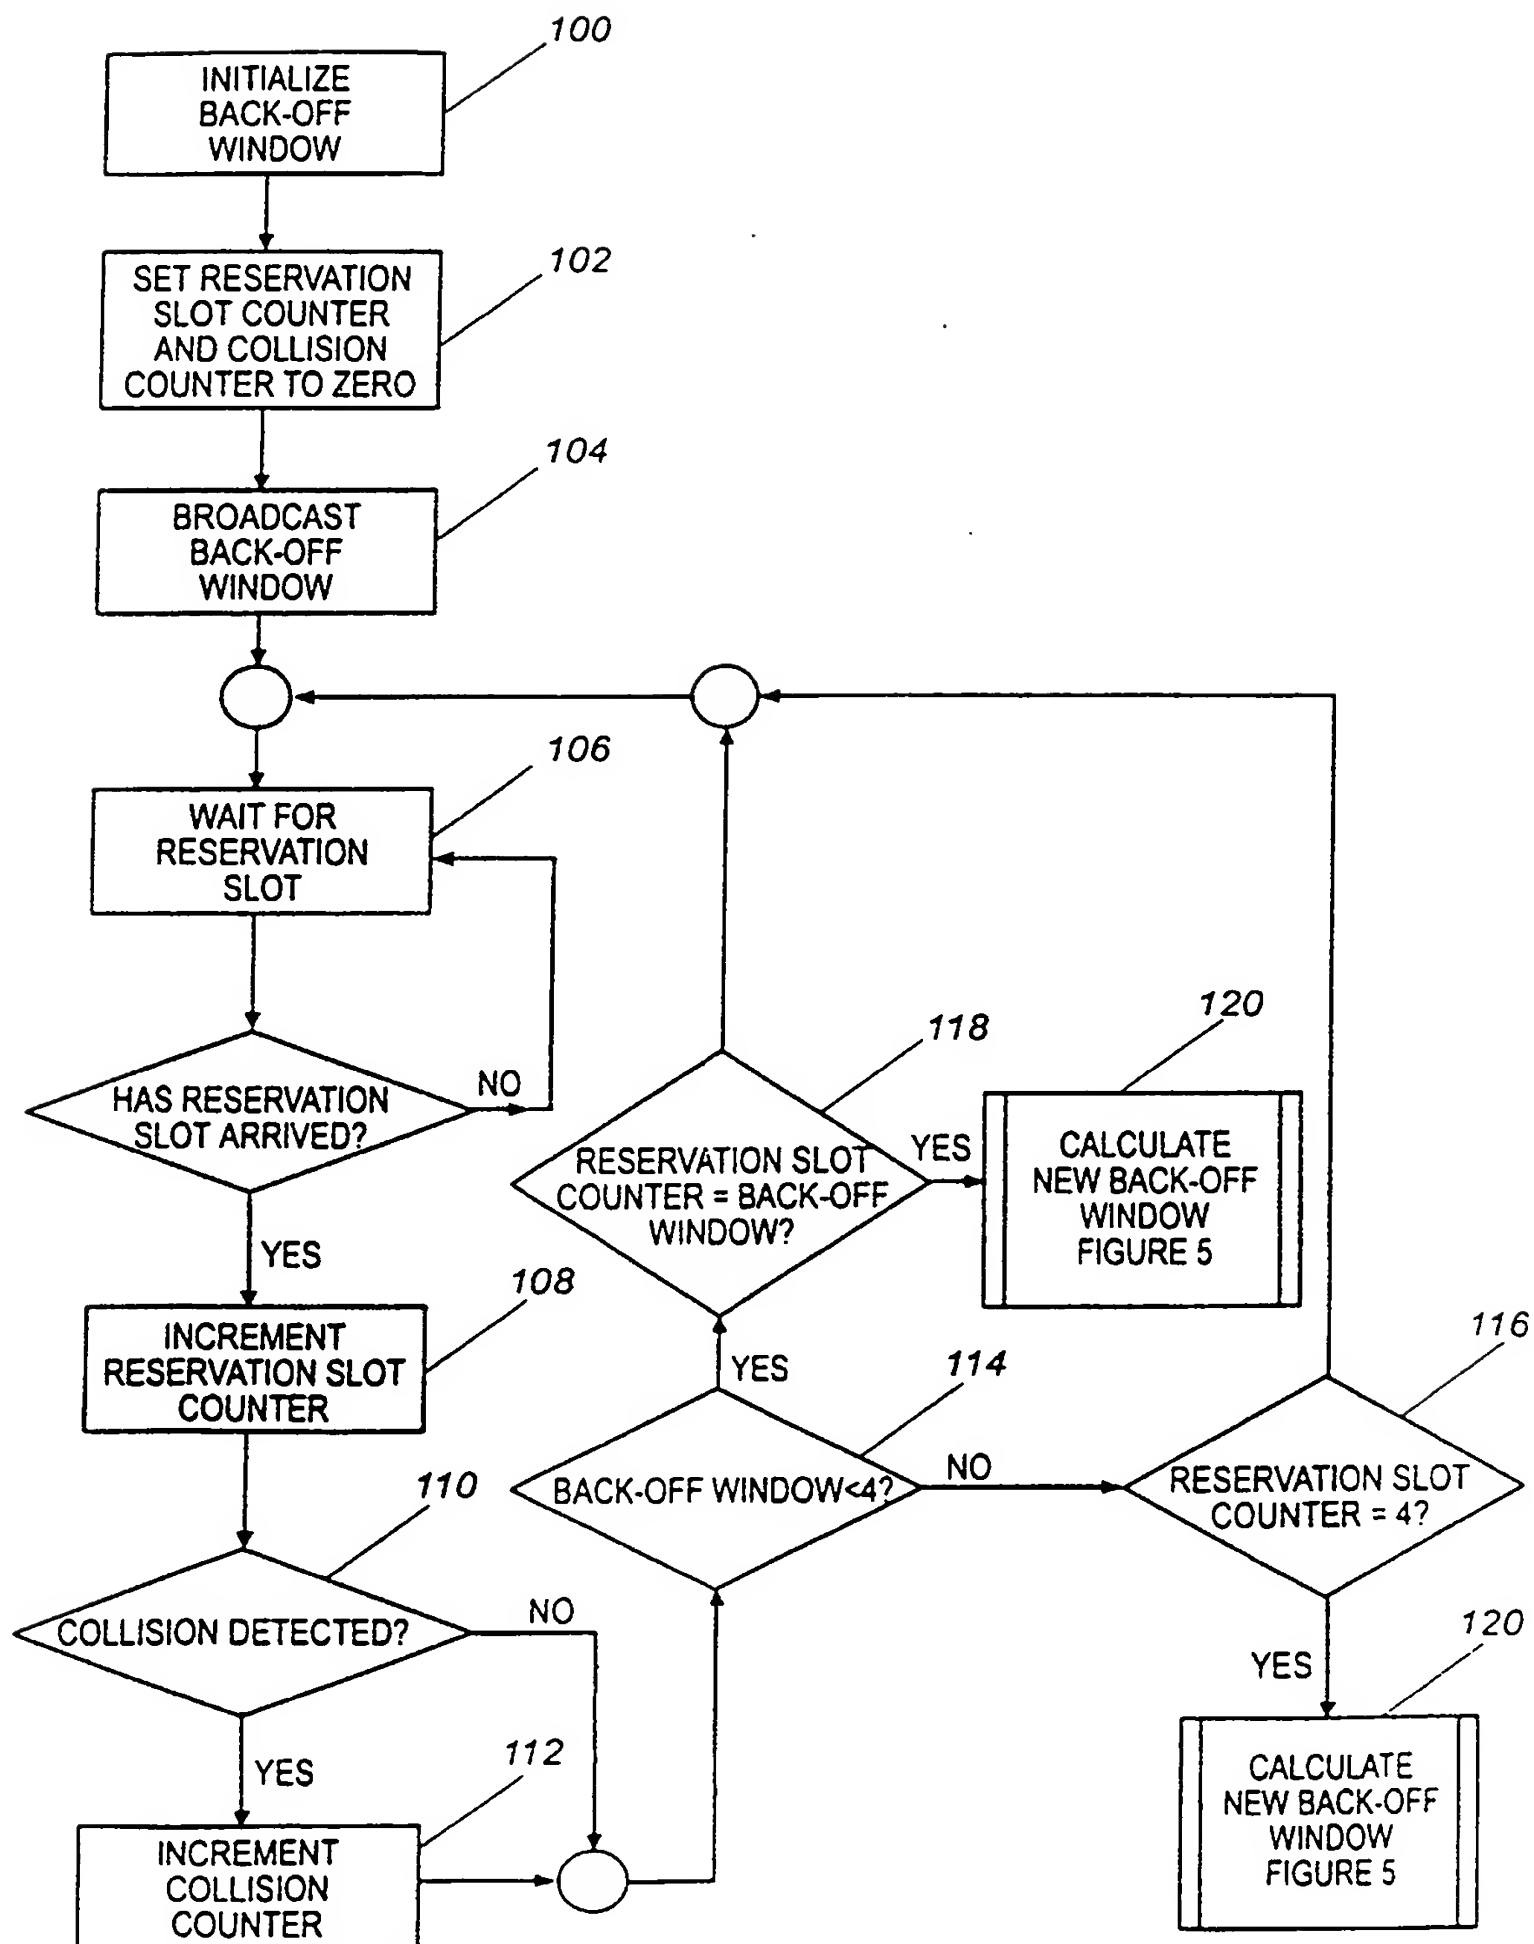 100
INITIALIZE
BACK-OFF
WINDOW
102
SET RESERVATION
SLOT COUNTER
AND COLLISION
COUNTER TO ZERO
104
BROADCAST
BACK-OFF
WINDOW
106
WAIT FOR
RESERVATION
SLOT
HAS RESERVATION
SLOT ARRIVED?
NO
YES
108
INCREMENT
RESERVATION SLOT
COUNTER
110
COLLISION DETECTED?
NO
YES
112
INCREMENT
COLLISION
COUNTER
114
BACK-OFF WINDOW<4?
YES
NO
118
RESERVATION SLOT
COUNTER = BACK-OFF
WINDOW?
YES
120
CALCULATE
NEW BACK-OFF
WINDOW
FIGURE 5
116
RESERVATION SLOT
COUNTER = 4?
YES
120
CALCULATE
NEW BACK-OFF
WINDOW
FIGURE 5